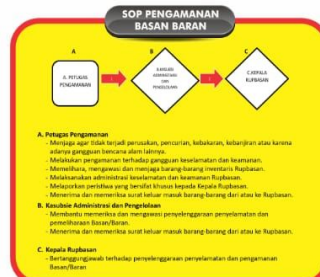 SOP PENGAMANAN
BASAN BARAN
A
B
C
A. PETUGAS
PENGAMANAN
B.KASUBSIE
ADMINISTRASI
DAN
PENGELOLAAN
C.KEPALA
RUPBASAN
A. Petugas Pengamanan
- Menjaga agar tidak terjadi perusakan, pencurian, kebakaran, kebanjiran atau karena
adanya gangguan bencana alam lainnya.
- Melakukan pengamanan terhadap gangguan keselamatan dan keamanan.
- Memelihara, mengawasi dan menjaga barang-barang inventaris Rupbasan.
- Melaksanakan administrasi keselamatan dan keamanan Rupbasan.
- Melaporkan peristiwa yang bersifat khusus kepada Kepala Rupbasan.
- Menerima dan memeriksa surat keluar masuk barang-barang dari atau ke Rupbasan.
B. Kasubsie Administrasi dan Pengelolaan
- Membantu memeriksa dan mengawasi penyelenggaraan penyelamatan dan
pemeliharaan Basan/Baran.
- Menerima dan memeriksa surat keluar masuk barang-barang dari atau ke Rupbasan.
C. Kepala Rupbasan
- Bertanggungjawab terhadap penyelenggaraan penyelamatan dan pengamanan
Basan/Baran